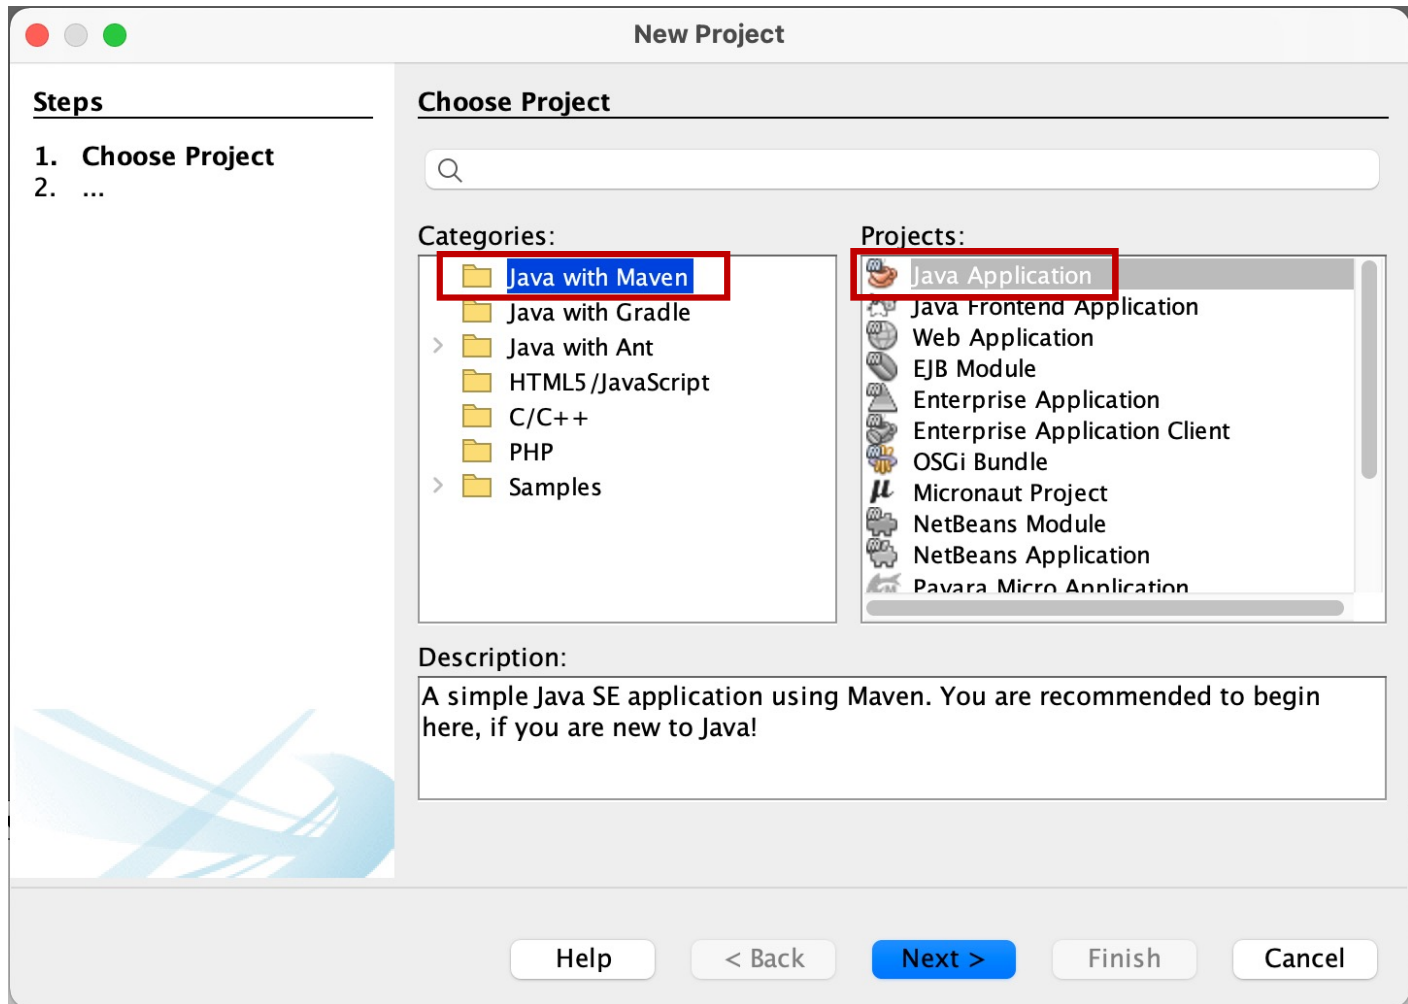 New Project
Steps
1. Choose Project
2. ...
Choose Project
Categories:
Java with Maven
Java with Gradle
Java with Ant
HTML5/JavaScript
C/C++
PHP
Samples
Projects:
Java Application
Java Frontend Application
Web Application
EJB Module
Enterprise Application
Enterprise Application Client
OSGi Bundle
Micronaut Project
NetBeans Module
NetBeans Application
Payara Micro Application
Description:
A simple Java SE application using Maven. You are recommended to begin
here, if you are new to Java!
Help
< Back
Next >
Finish
Cancel